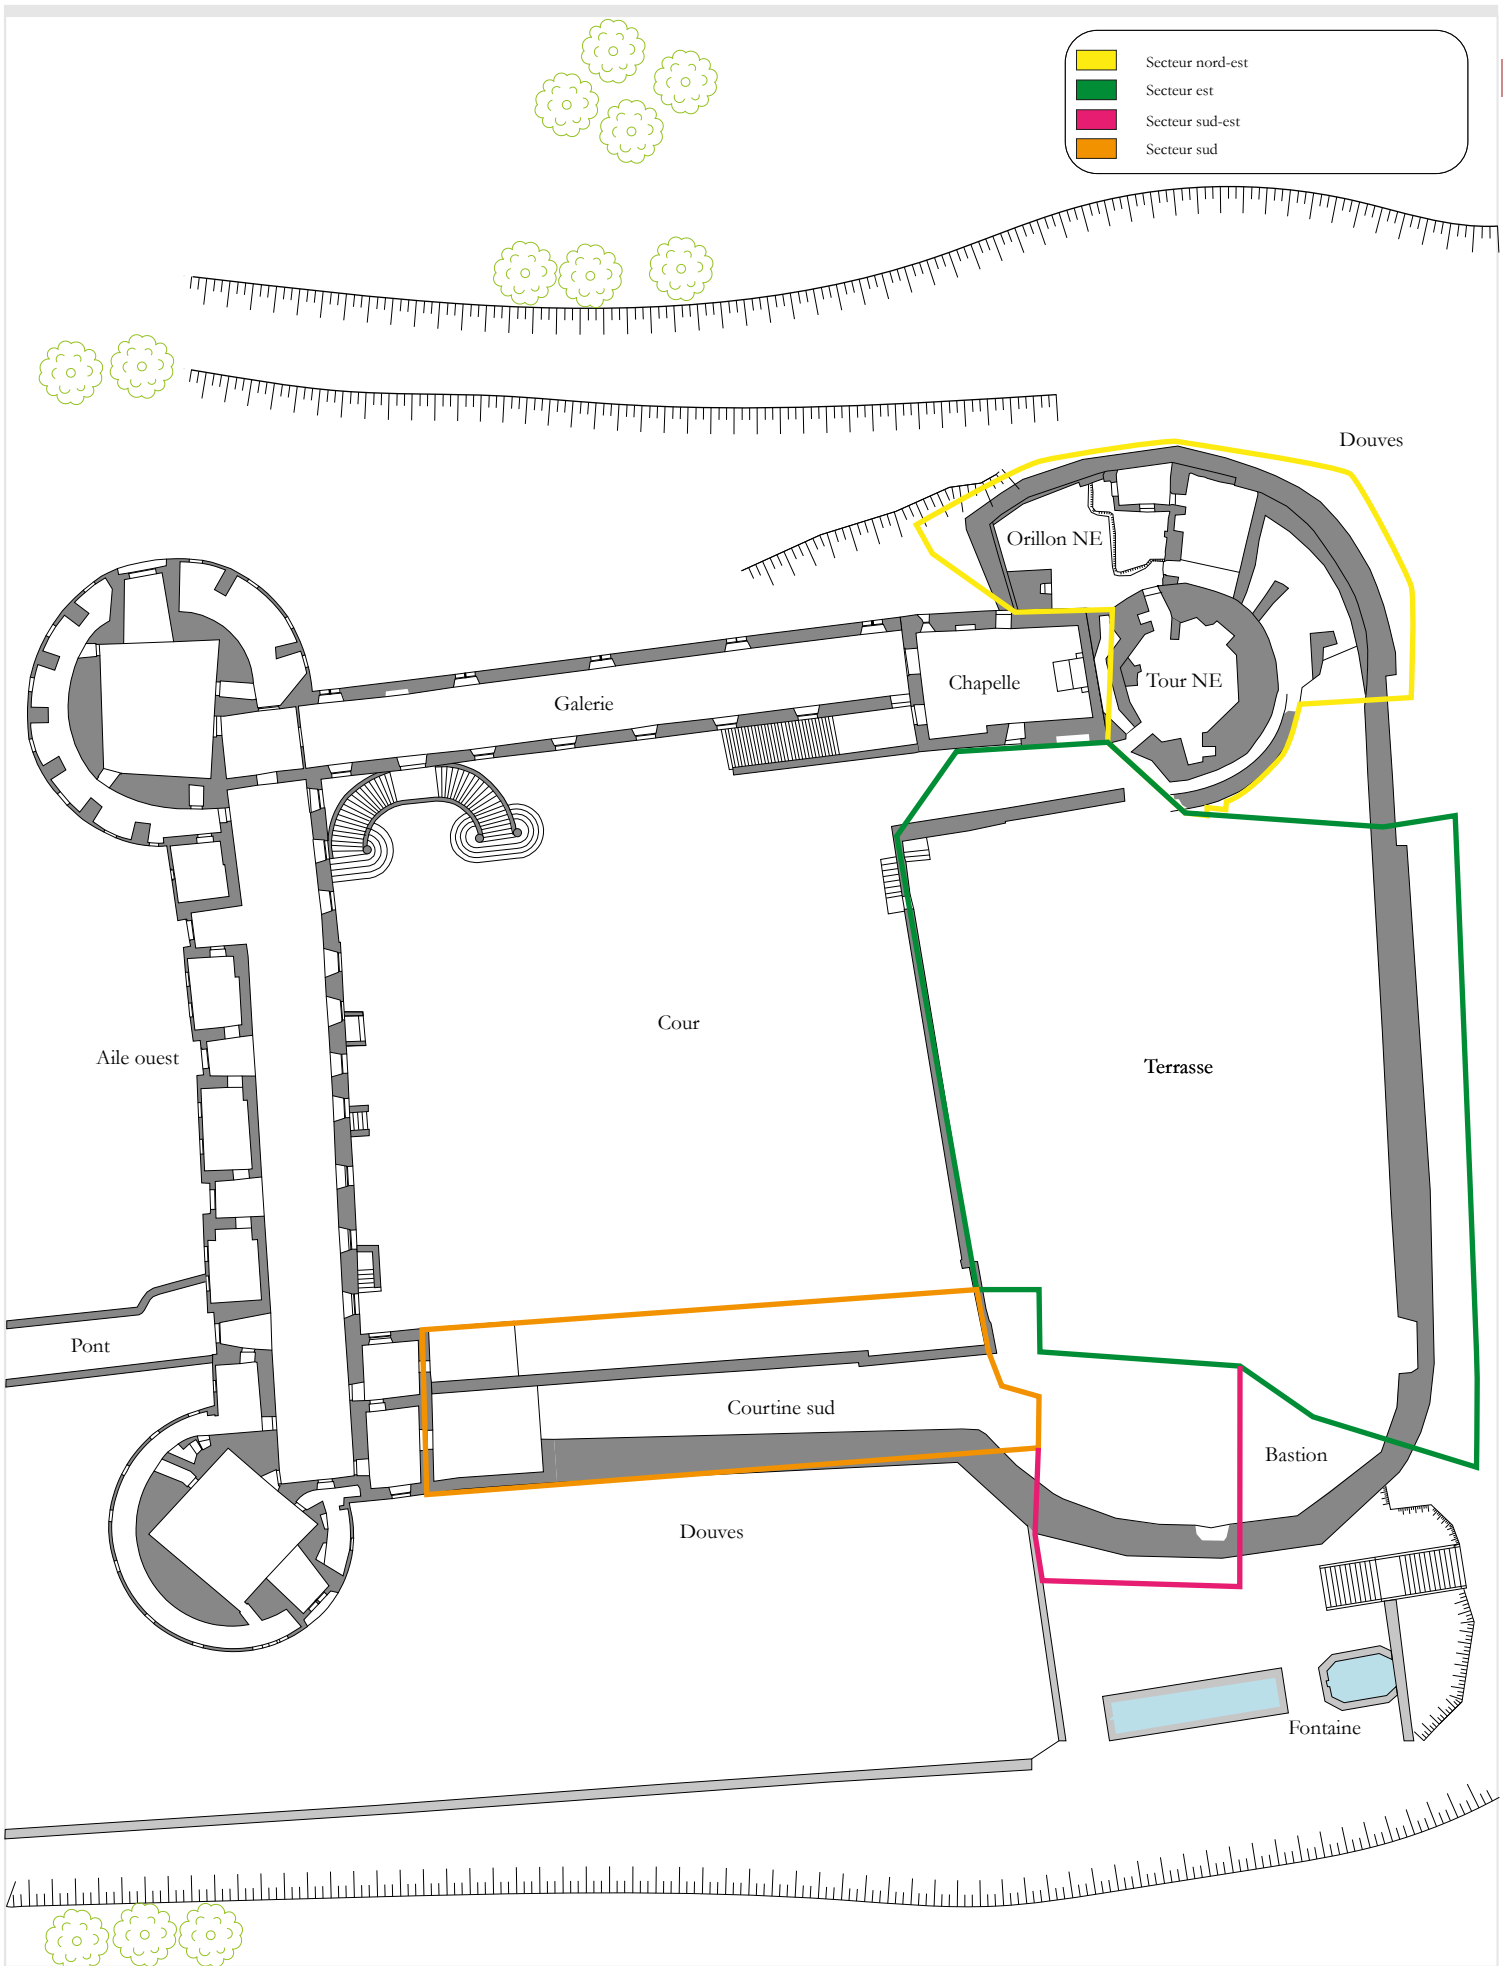 Secteur nord-est
Secteur est
Secteur sud-est
Secteur sud
Douves
Orillon NE
Tour NE
Chapelle
Galerie
Cour
Aile ouest
Terrasse
Pont
Courtine sud
Bastion
Douves
Fontaine